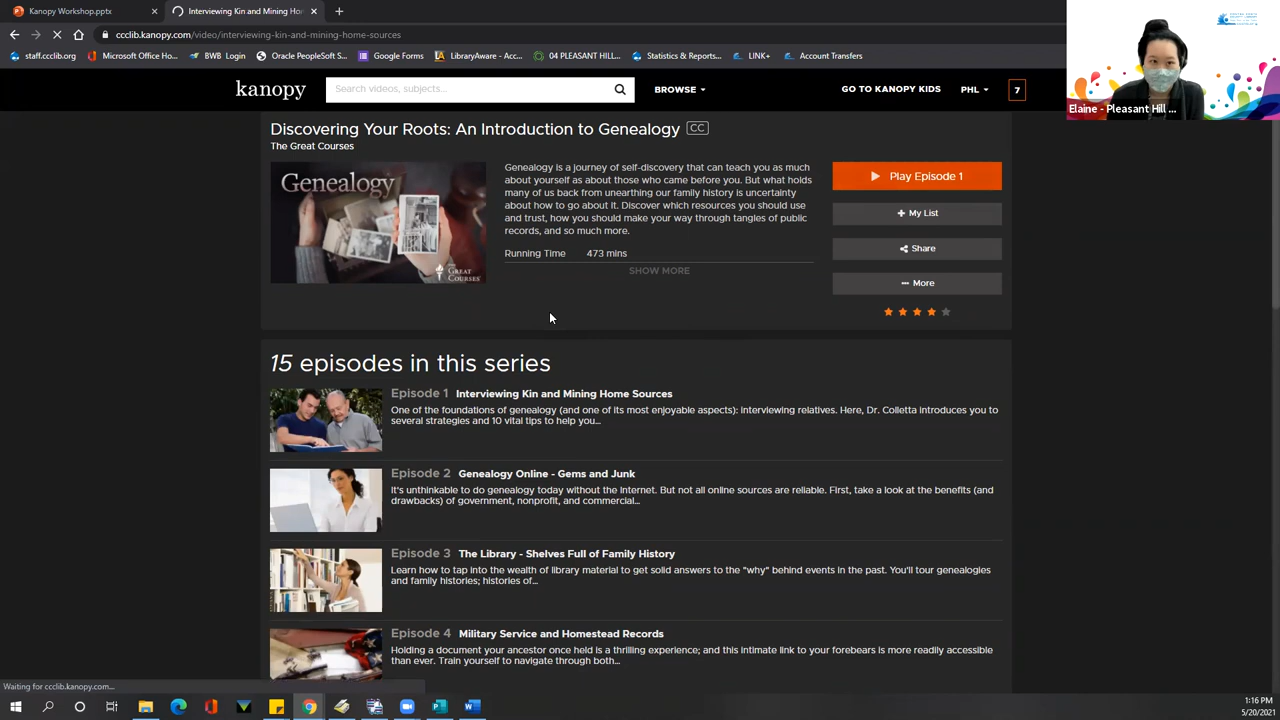 Kanopy Workshop.pptx
Interviewing Kin and Mining Hom
ccclib.kanopy.com/video/interviewing-kin-and-mining-home-sources
staff.ccclib.org
Microsoft Office Ho...
BWB Login
Oracle PeopleSoft S...
Google Forms
LibraryAware - Acc...
04 PLEASANT HILL...
Statistics & Reports...
LINK+
Account Transfers
kanopy
Search videos, subjects...
BROWSE
GO TO KANOPY KIDS
PHL
7
Elaine - Pleasant Hill ...
Discovering Your Roots: An Introduction to Genealogy CC
The Great Courses
Genealogy
THE GREAT COURSES
Genealogy is a journey of self-discovery that can teach you as much
about yourself as about those who came before you. But what holds
many of us back from unearthing our family history is uncertainty
about how to go about it. Discover which resources you should use
and trust, how you should make your way through tangles of public
records, and so much more.
Running Time 473 mins
SHOW MORE
Play Episode 1
My List
Share
More
15 episodes in this series
Episode 1 Interviewing Kin and Mining Home Sources
One of the foundations of genealogy (and one of its most enjoyable aspects): interviewing relatives. Here, Dr. Colletta introduces you to
several strategies and 10 vital tips to help you...
Episode 2 Genealogy Online - Gems and Junk
It's unthinkable to do genealogy today without the Internet. But not all online sources are reliable. First, take a look at the benefits (and
drawbacks) of government, nonprofit, and commercial...
Episode 3 The Library - Shelves Full of Family History
Learn how to tap into the wealth of library material to get solid answers to the "why" behind events in the past. You'll tour genealogies
and family histories; histories of...
Episode 4 Military Service and Homestead Records
Holding a document your ancestor once held is a thrilling experience; and this intimate link to your forebears is more readily accessible
than ever. Train yourself to navigate through both...
Waiting for ccclib.kanopy.com...
1:16 PM
5/20/2021